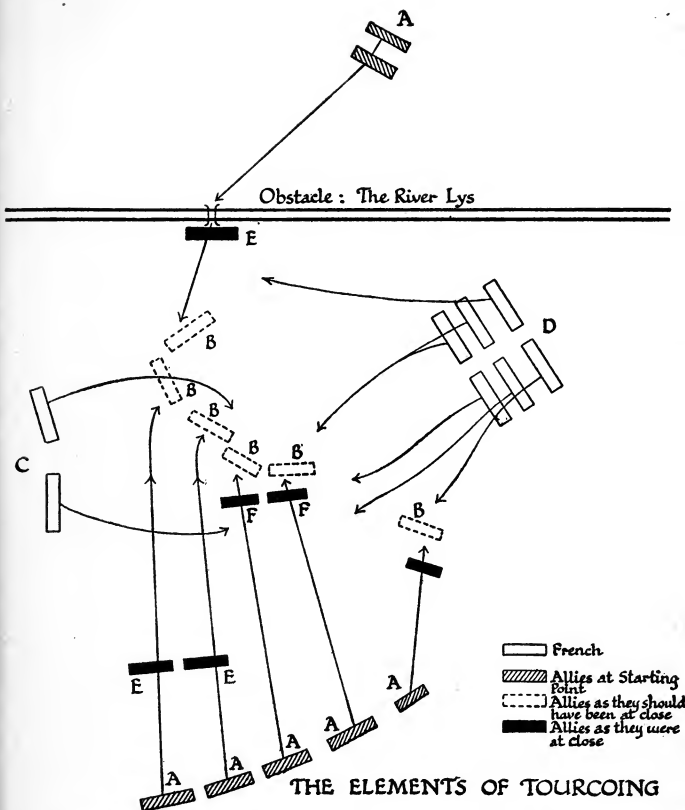 A
Obstacle : The River Lys
E
D
B
B
B
C
B
B
B
F
F
E
E
A
A
A
A
A
French
Allies at Starting
Point
Allies as they should
have been at close
Allies as they were
at close
THE ELEMENTS OF TOURCOING